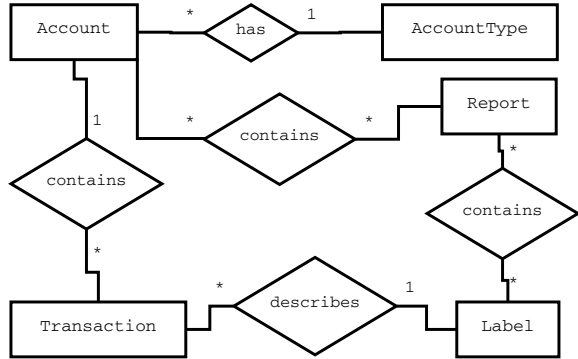 Account
*
has
1
AccountType
Report
*
contains
*
1
contains
*
contains
*
*
*
describes
1
Transaction
Label